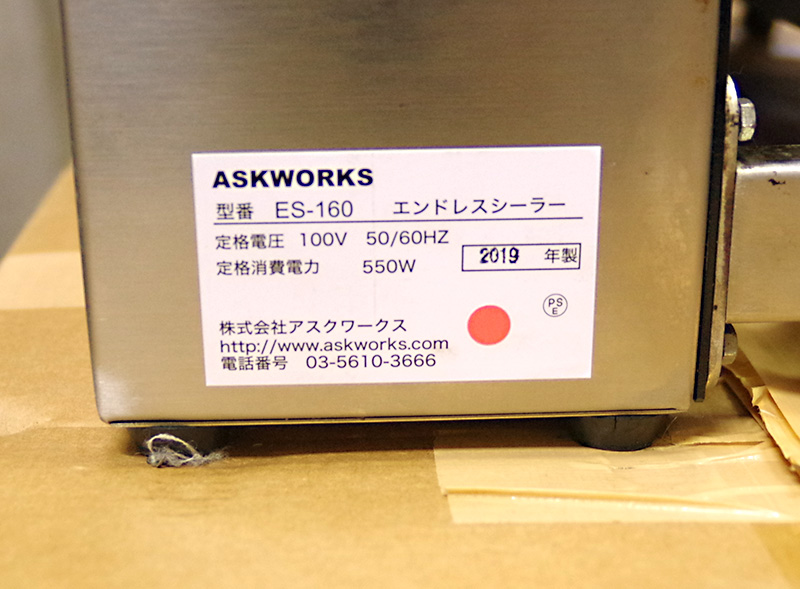 ASKWORKS
型番 ES-160 エンドレスシーラー
定格電圧 100V 50/60HZ
定格消費電力 550W
2019 年製
PS
E
株式会社アスクワークス
http://www.askworks.com
電話番号 03-5610-3666